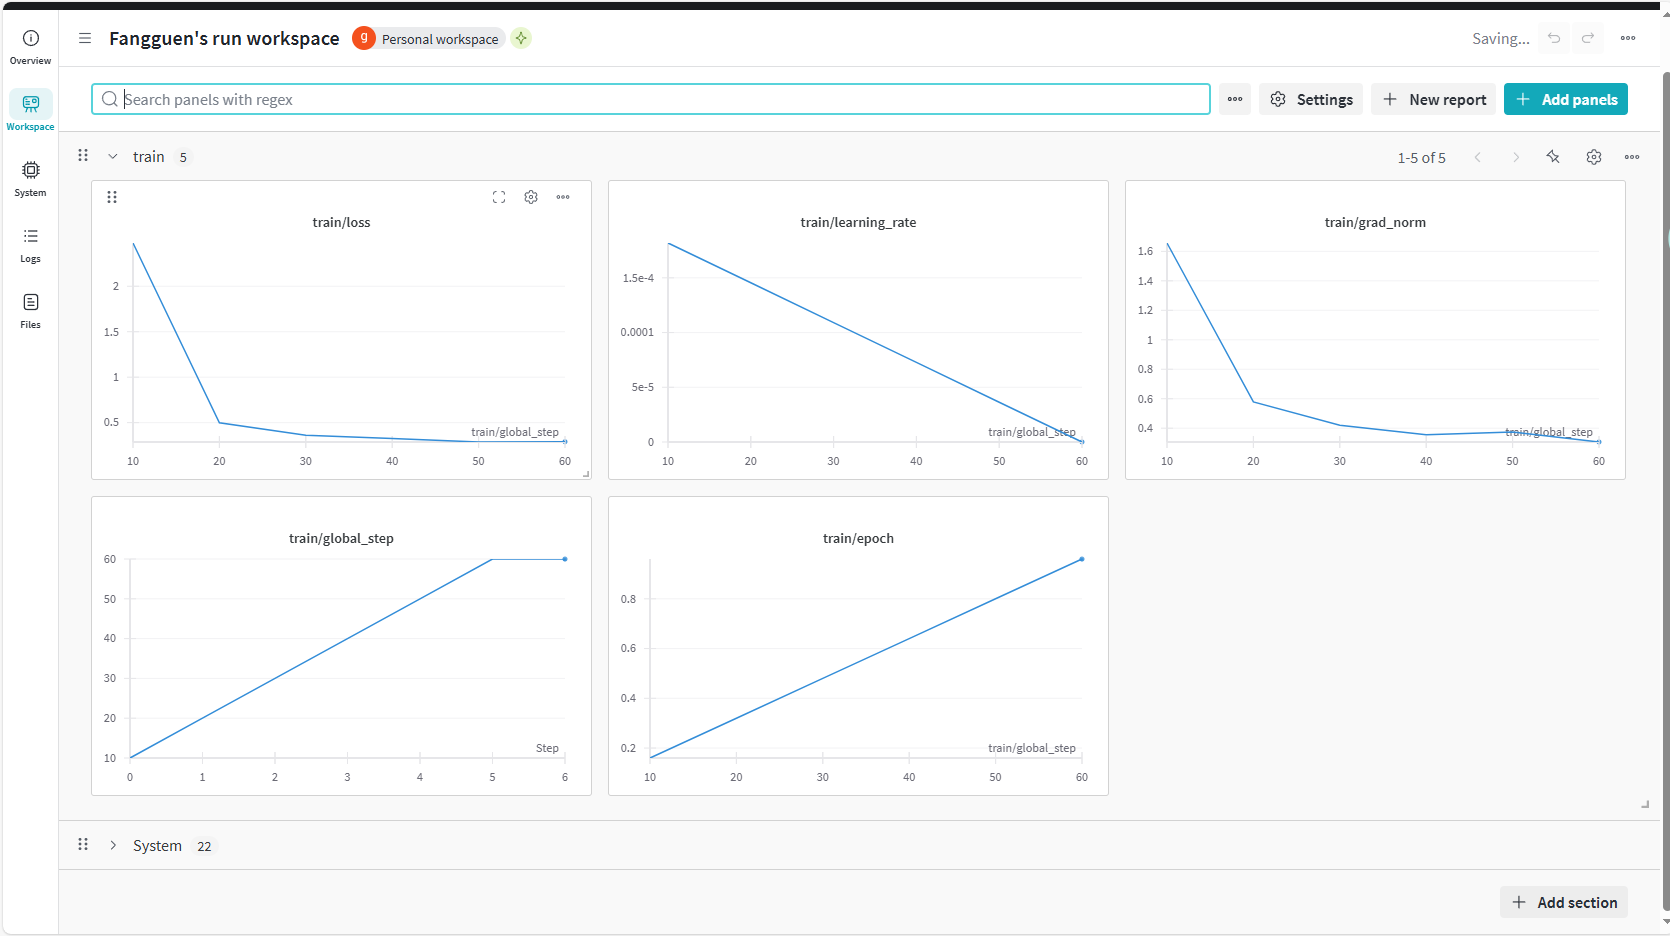 Fangguen's run workspace
g Personal workspace
Saving...
Overview
Workspace
System
Logs
Files
Search panels with regex
Settings
New report
Add panels
train 5
1-5 of 5
train/loss
2
1.5
1
0.5
train/global_step
10 20 30 40 50 60
train/learning_rate
1.5e-4
0.0001
5e-5
0
train/global_step
10 20 30 40 50 60
train/grad_norm
1.6
1.4
1.2
1
0.8
0.6
0.4
train/global_step
10 20 30 40 50 60
train/global_step
60
50
40
30
20
10
Step
0 1 2 3 4 5 6
train/epoch
0.8
0.6
0.4
0.2
train/global_step
10 20 30 40 50 60
System 22
Add section